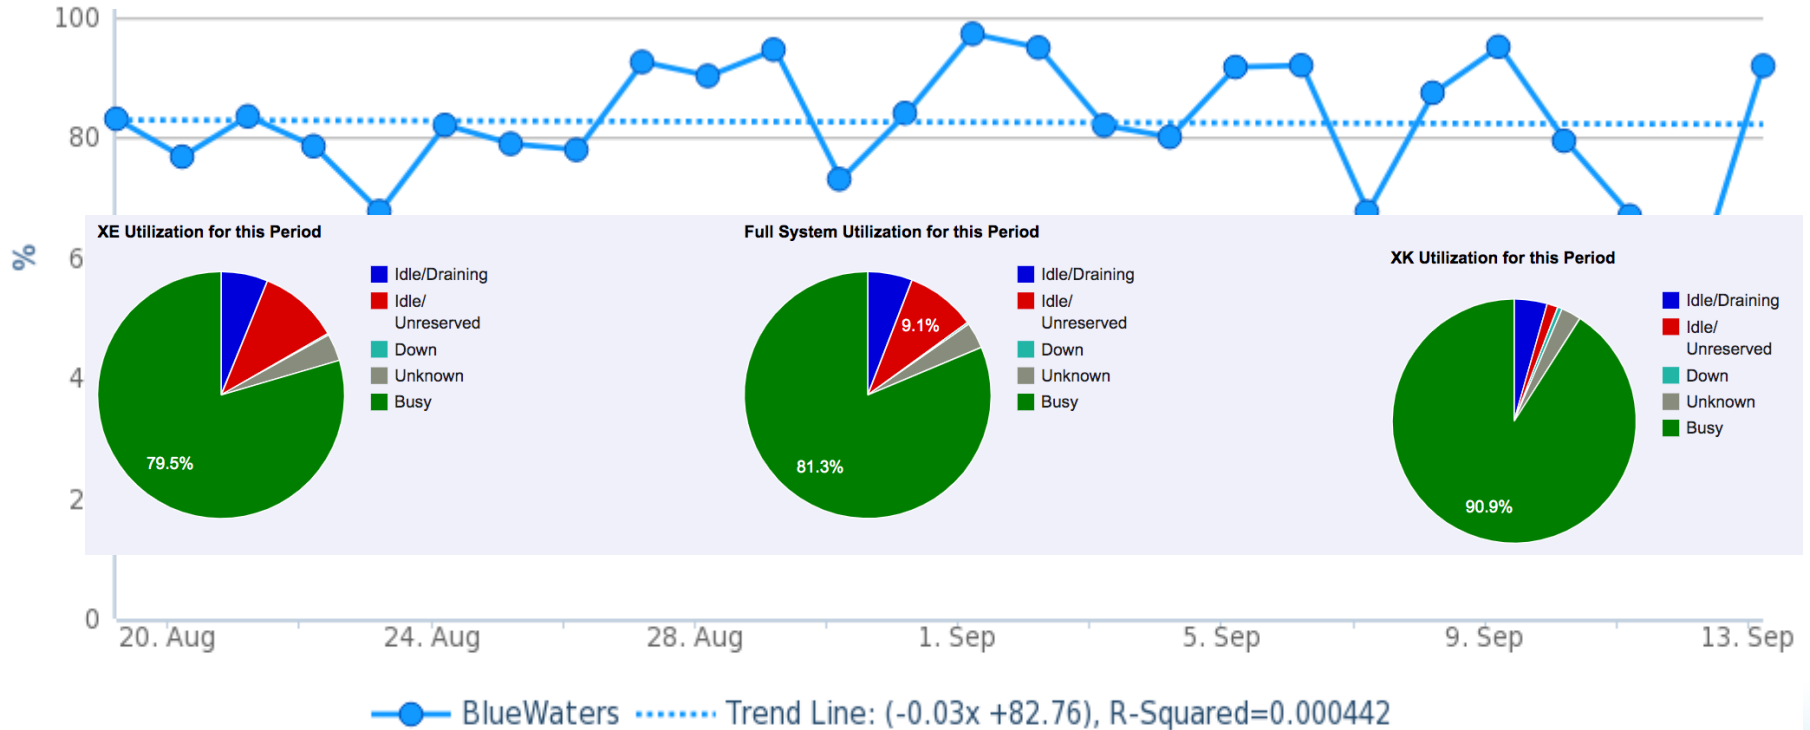 100
80
6
4
2
0
%
XE Utilization for this Period
Idle/Draining
Idle/
Unreserved
Down
Unknown
Busy
79.5%
Full System Utilization for this Period
Idle/Draining
Idle/
Unreserved
Down
Unknown
Busy
9.1%
81.3%
XK Utilization for this Period
Idle/Draining
Idle/
Unreserved
Down
Unknown
Busy
90.9%
20. Aug 24. Aug 28. Aug 1. Sep 5. Sep 9. Sep 13. Sep
BlueWaters Trend Line: (-0.03x +82.76), R-Squared=0.000442